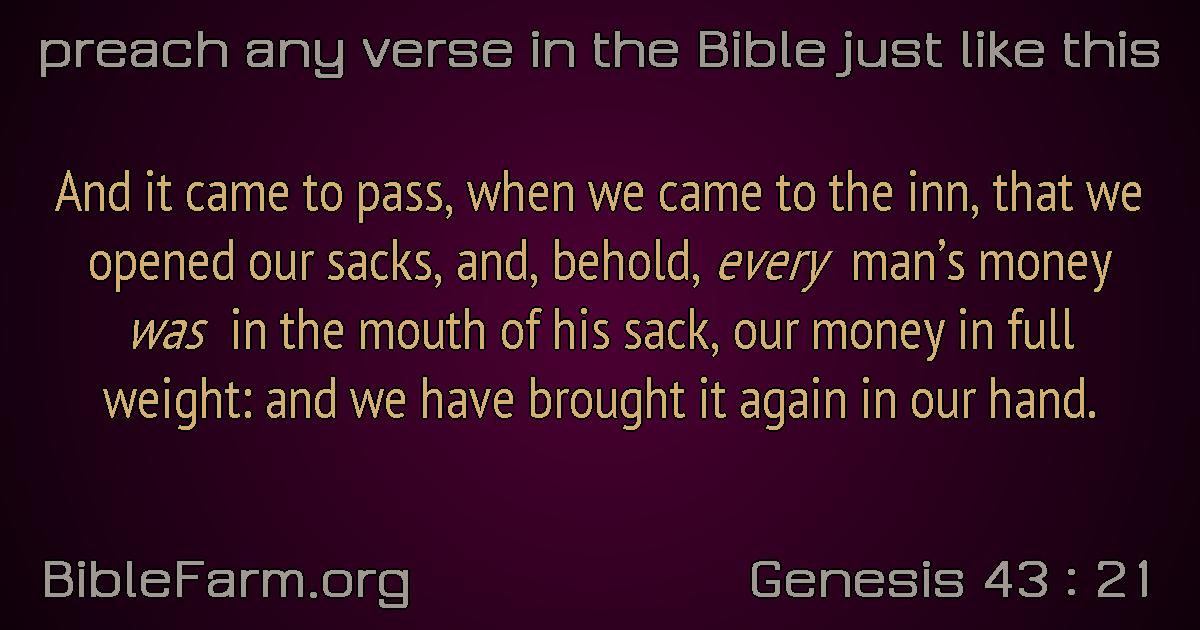 preach any verse in the Bible just like this
And it came to pass, when we came to the inn, that we
opened our sacks, and, behold, every man’s money
was in the mouth of his sack, our money in full
weight: and we have brought it again in our hand.
BibleFarm.org
Genesis 43 : 21